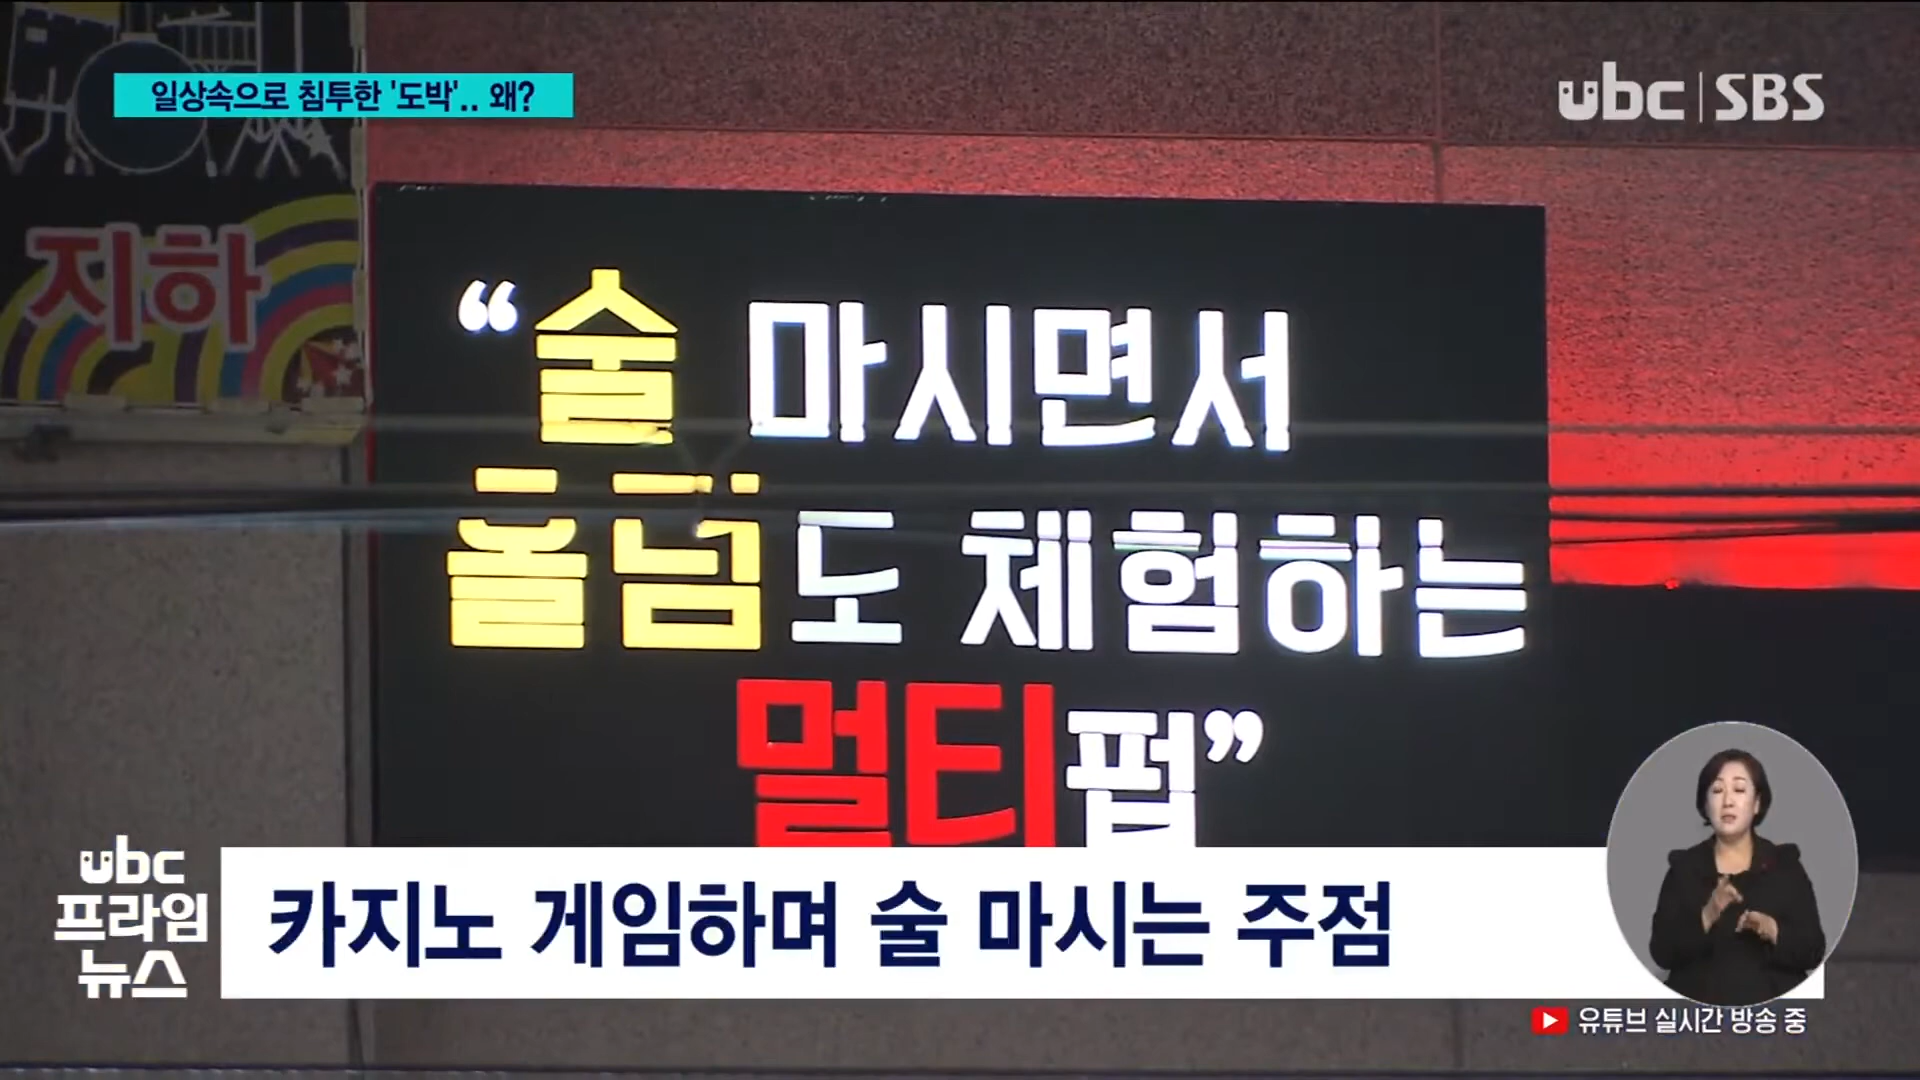 일상속으로 침투한 '도박'.. 왜?
ubc | SBS
지하
“술 마시면서
홀덤도 체험하는
멀티펍”
ubc
프라임
뉴스
카지노 게임하며 술 마시는 주점
유튜브 실시간 방송 중